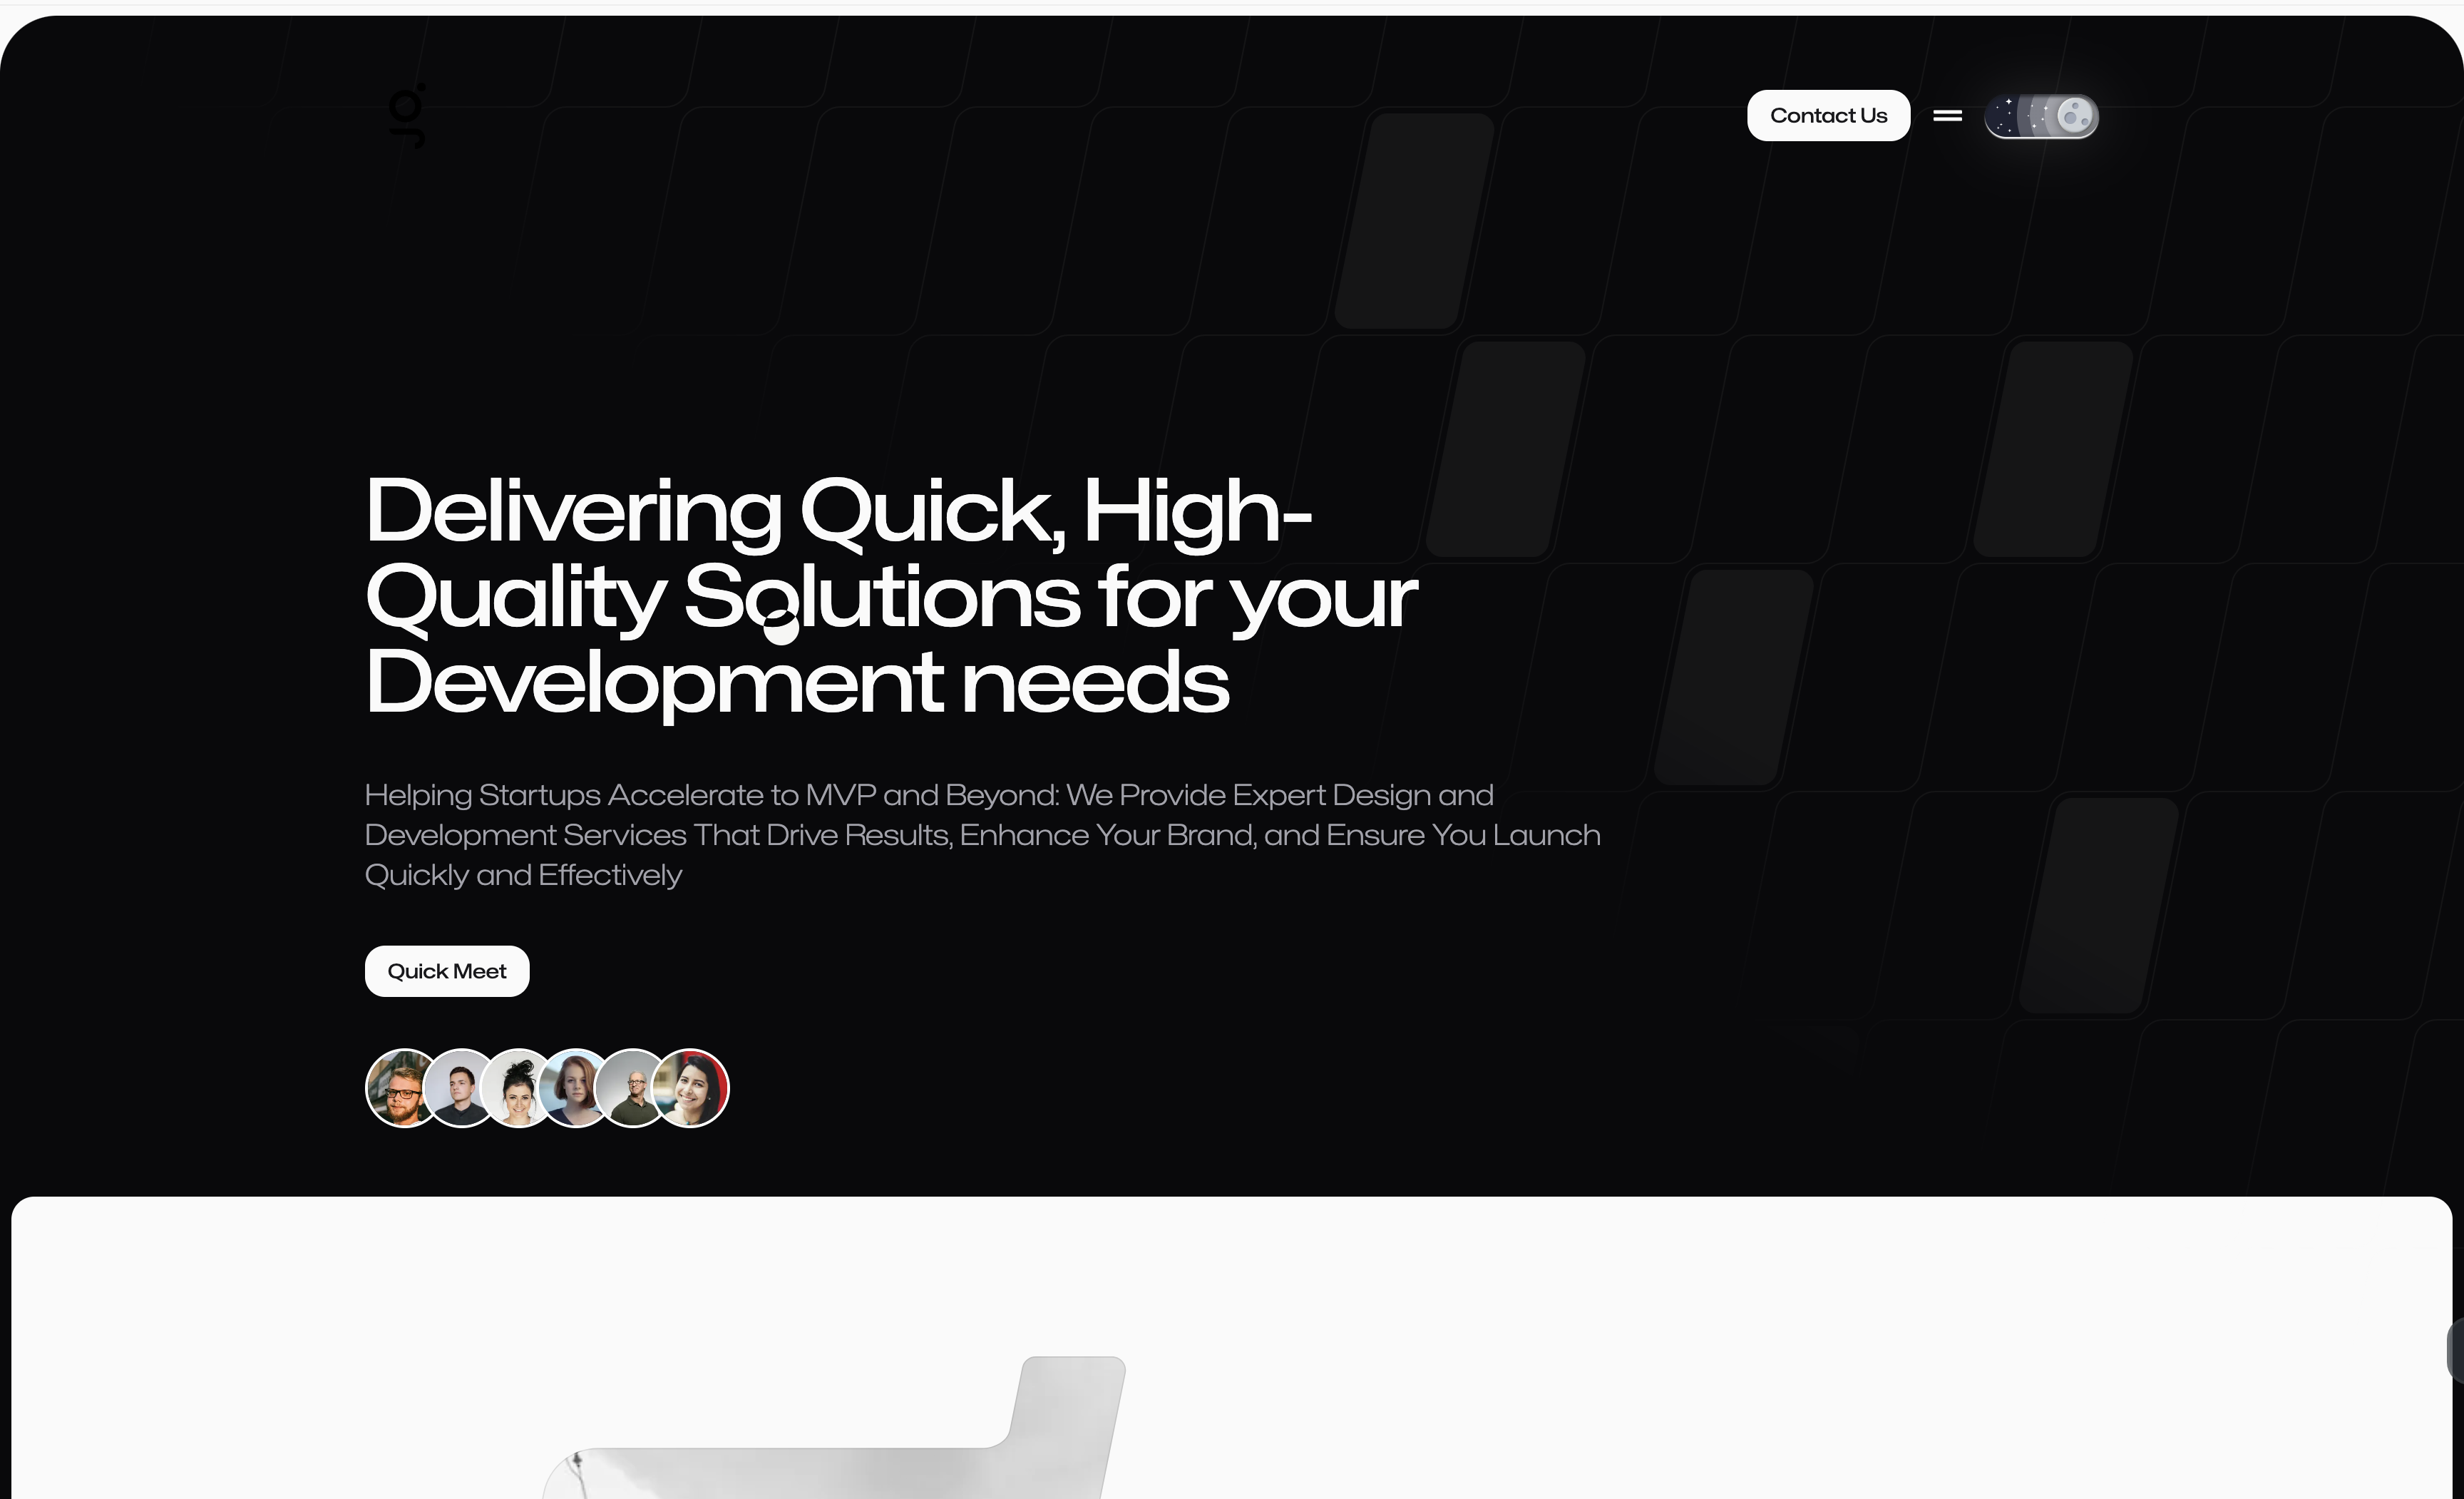 jo.
Contact Us
Delivering Quick, High-
Quality Solutions for your
Development needs
Helping Startups Accelerate to MVP and Beyond: We Provide Expert Design and
Development Services That Drive Results, Enhance Your Brand, and Ensure You Launch
Quickly and Effectively
Quick Meet